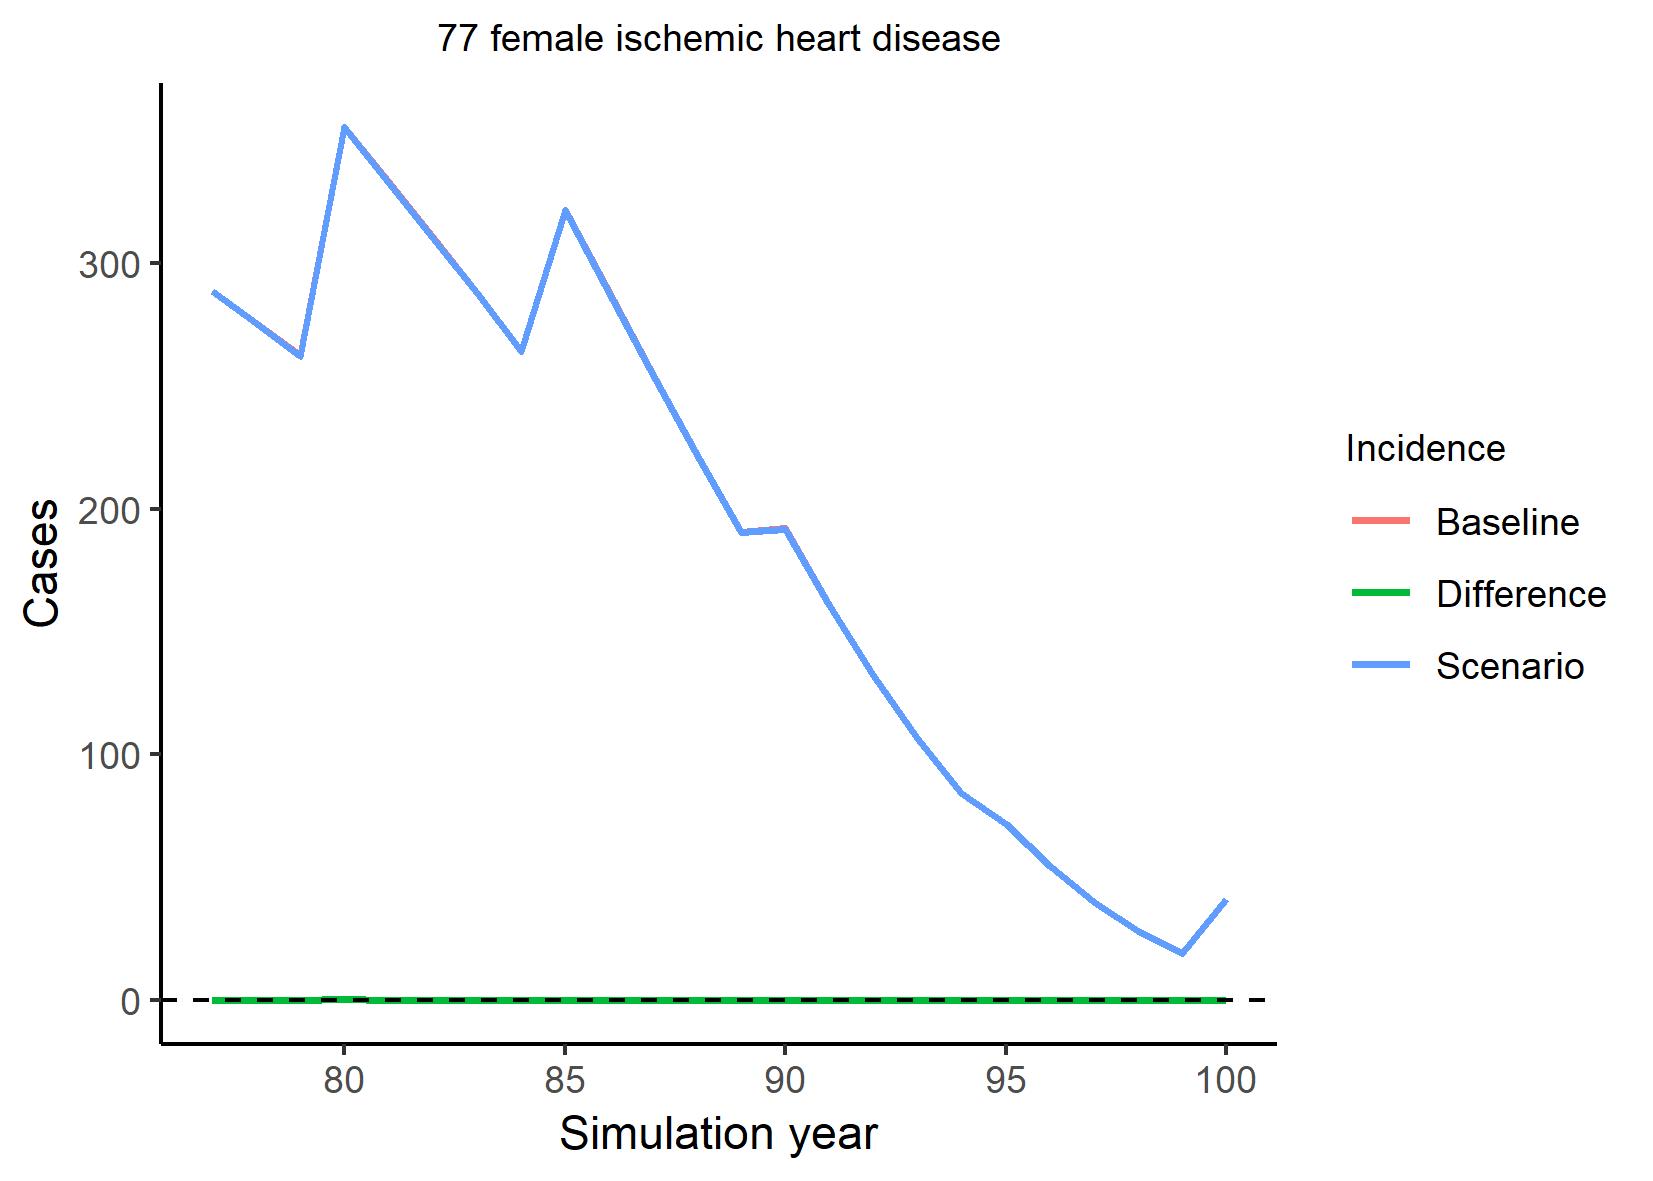 77 female ischemic heart disease
Cases
300
200
100
0
80 85 90 95 100
Simulation year
Incidence
Baseline
Difference
Scenario